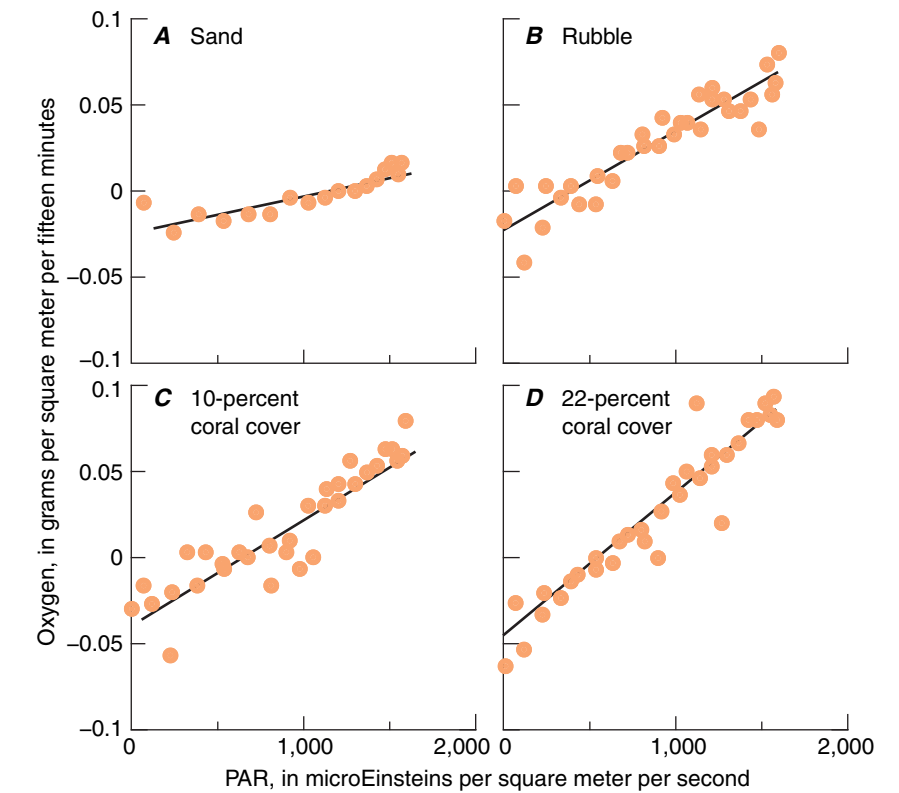 0.1
A Sand
B Rubble
0.05
0
−0.05
−0.1
0.1
C 10-percent
coral cover
D 22-percent
coral cover
0.05
0
−0.05
−0.1
0 1,000 2,000 0 1,000 2,000
PAR, in microEinsteins per square meter per second
Oxygen, in grams per square meter per fifteen minutes